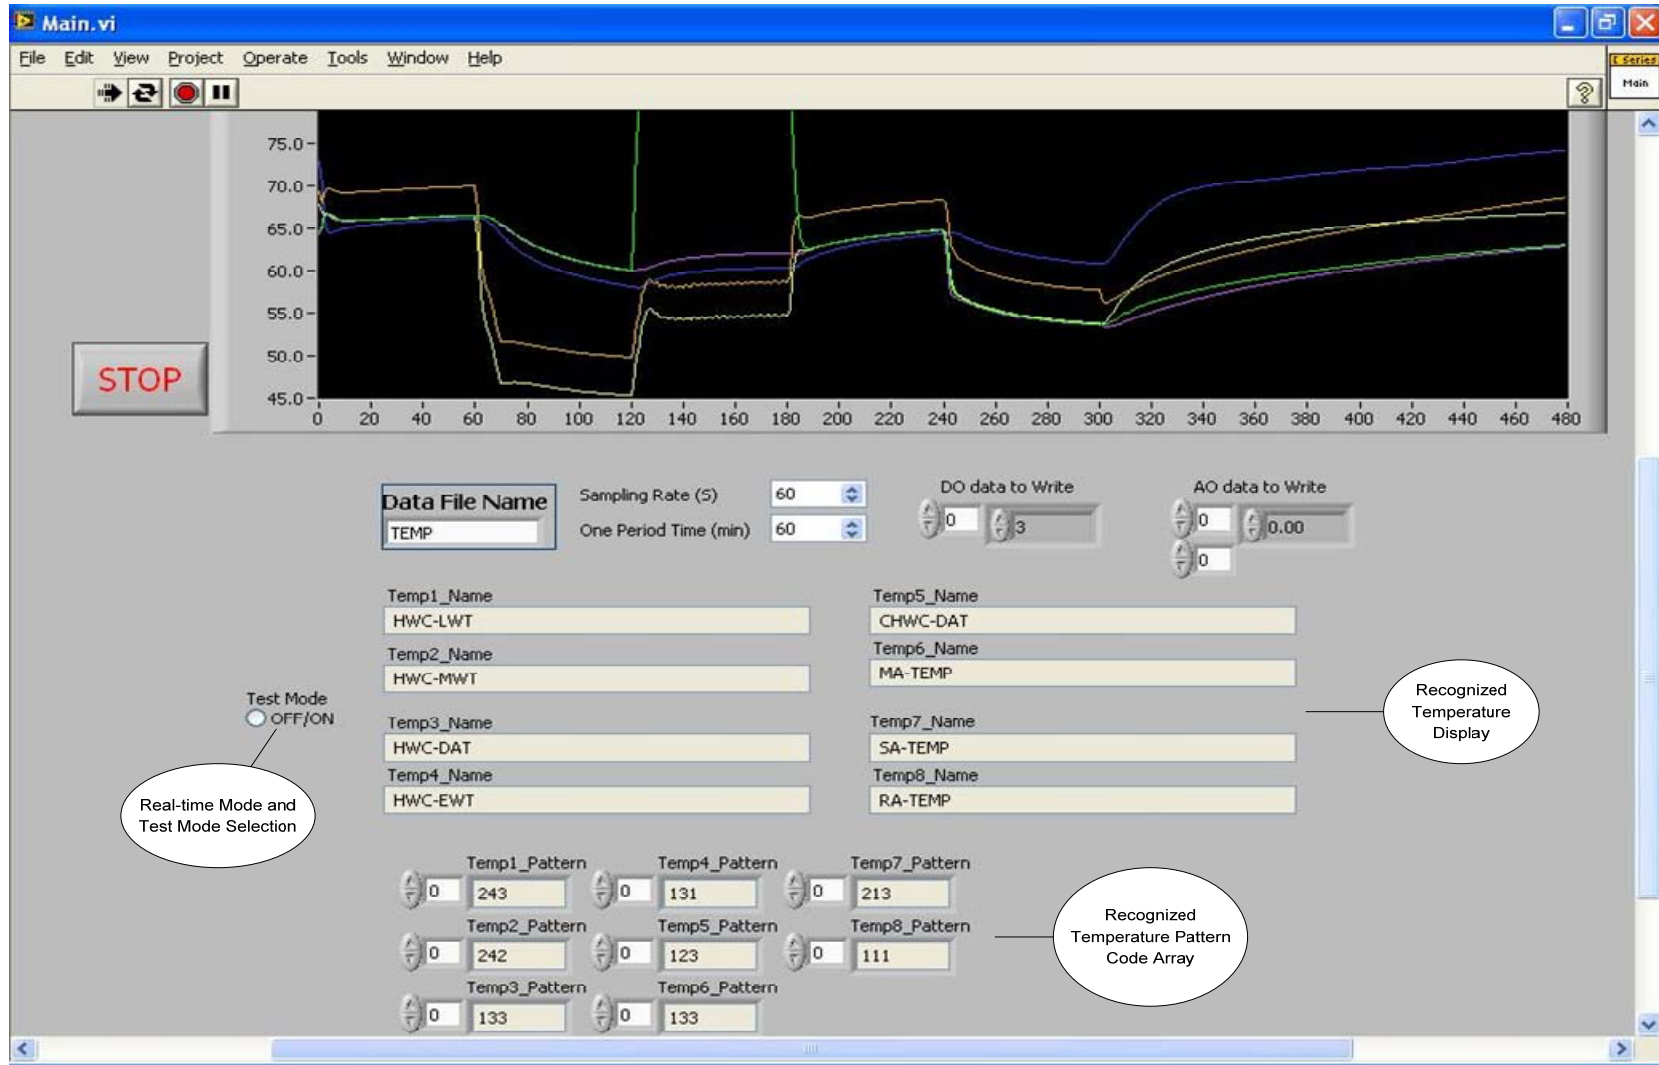 Main.vi
File Edit View Project Operate Tools Window Help
E Series
Main
?
75.0
70.0
65.0
60.0
55.0
50.0
45.0
0 20 40 60 80 100 120 140 160 180 200 220 240 260 280 300 320 340 360 380 400 420 440 460 480
STOP
Data File Name
TEMP
Sampling Rate (S) 60
One Period Time (min) 60
DO data to Write
0 3
AO data to Write
0 0.00
0
Temp1_Name
HWC-LWT
Temp2_Name
HWC-MWT
Temp3_Name
HWC-DAT
Temp4_Name
HWC-EWT
Temp5_Name
CHWC-DAT
Temp6_Name
MA-TEMP
Temp7_Name
SA-TEMP
Temp8_Name
RA-TEMP
Recognized
Temperature
Display
Test Mode
OFF/ON
Real-time Mode and
Test Mode Selection
Temp1_Pattern Temp4_Pattern Temp7_Pattern
0 243 0 131 0 213
Temp2_Pattern Temp5_Pattern Temp8_Pattern
0 242 0 123 0 111
Temp3_Pattern Temp6_Pattern
0 133 0 133
Recognized
Temperature Pattern
Code Array